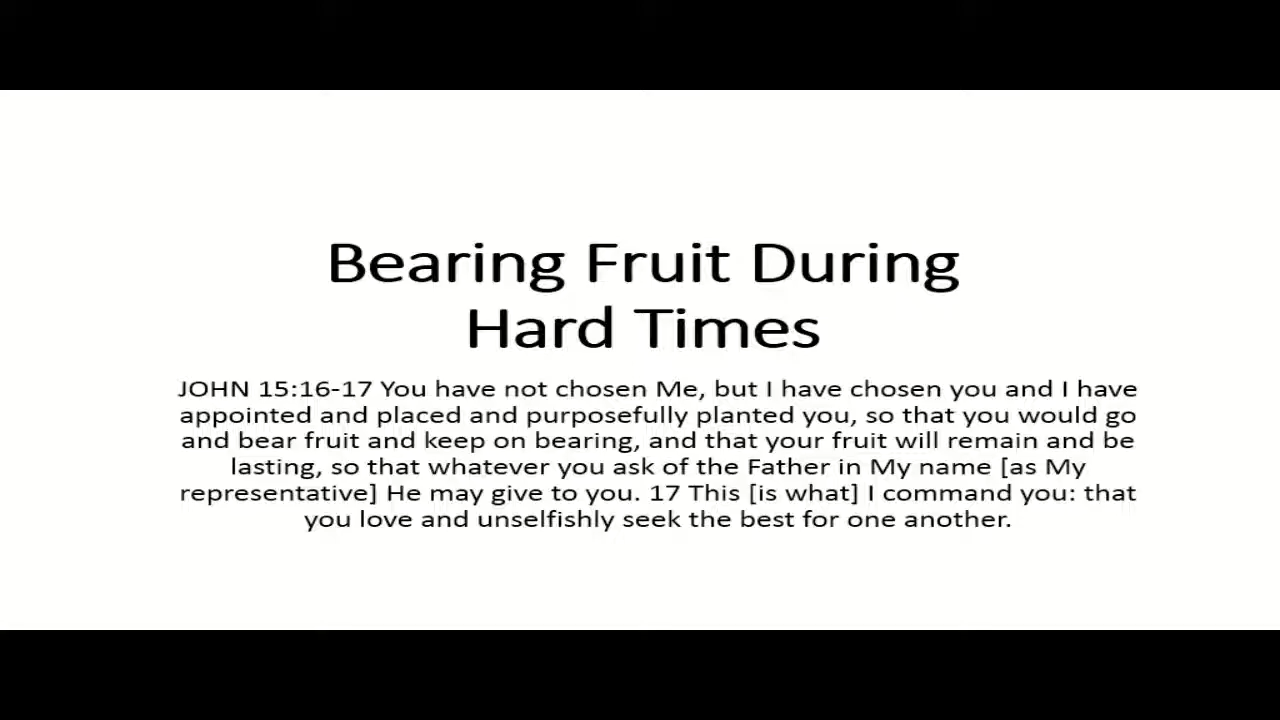 Bearing Fruit During
Hard Times
JOHN 15:16-17 You have not chosen Me, but I have chosen you and I have
appointed and placed and purposefully planted you, so that you would go
and bear fruit and keep on bearing, and that your fruit will remain and be
lasting, so that whatever you ask of the Father in My name [as My
representative] He may give to you. 17 This [is what] I command you: that
you love and unselfishly seek the best for one another.